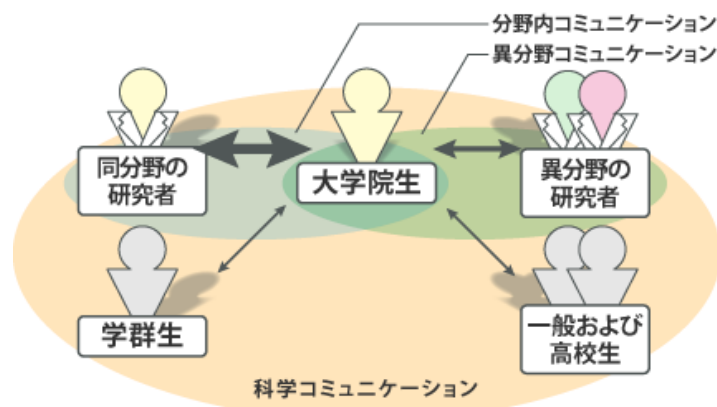 分野内コミュニケーション
異分野コミュニケーション
同分野の
研究者
大学院生
異分野の
研究者
学群生
一般および
高校生
科学コミュニケーション